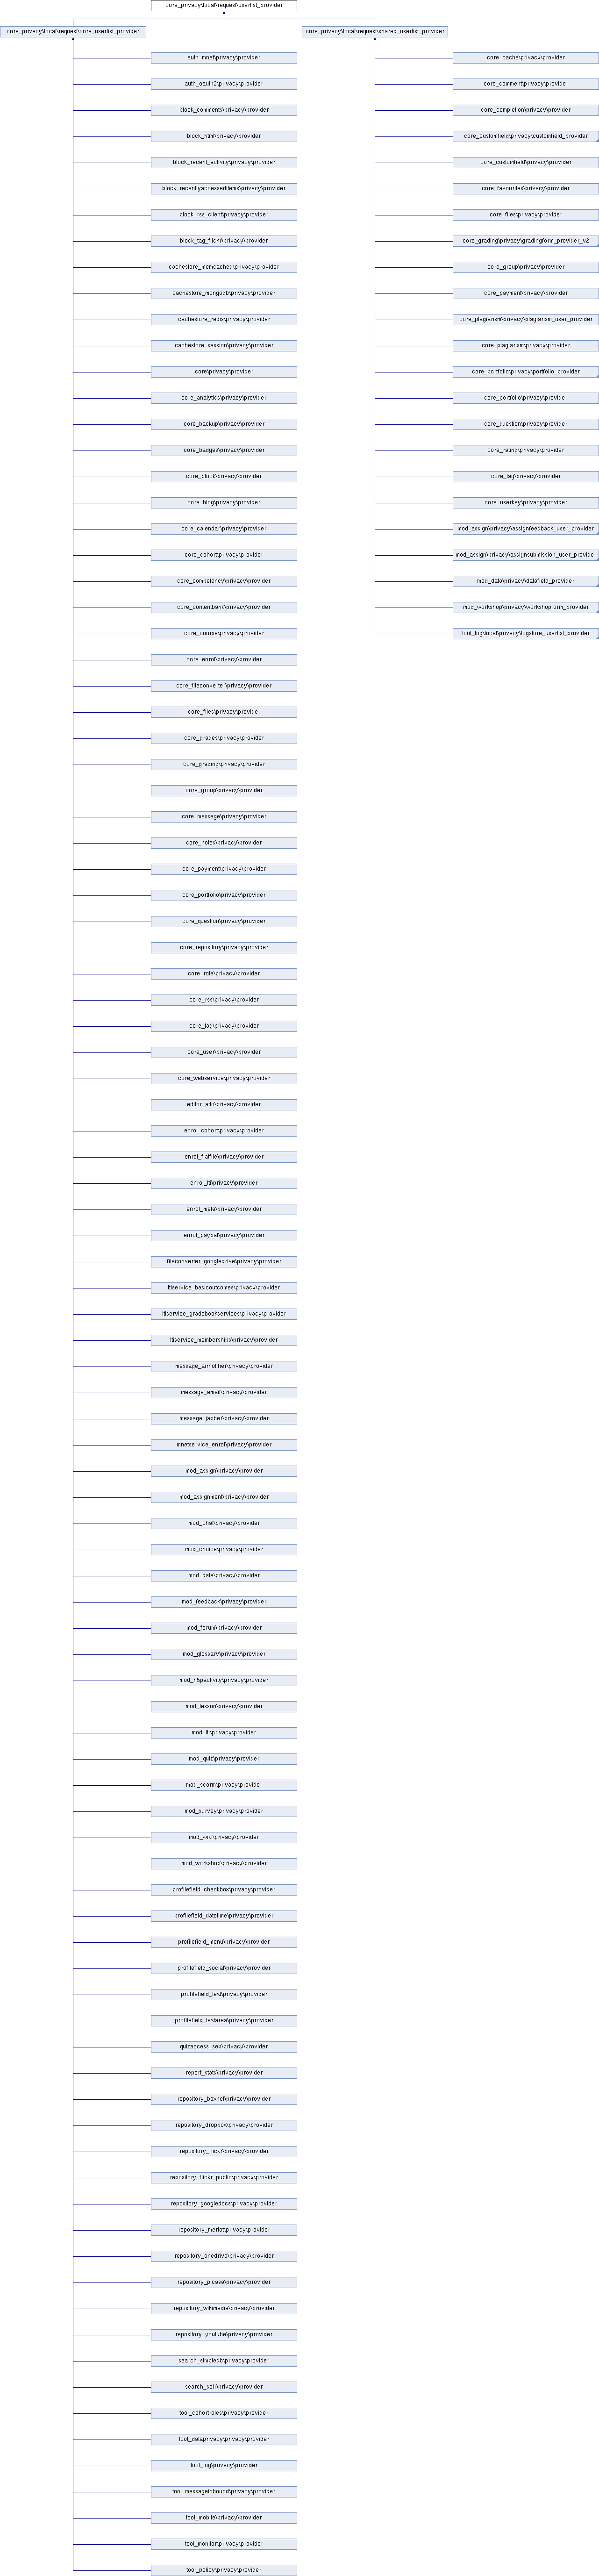 core_privacy\local\request\userlist_provider
core_privacy\local\request\core_userlist_provider
core_privacy\local\request\shared_userlist_provider
auth_mnet\privacy\provider
auth_oauth2\privacy\provider
block_comments\privacy\provider
block_html\privacy\provider
block_recent_activity\privacy\provider
block_recentlyaccesseditems\privacy\provider
block_rss_client\privacy\provider
block_tag_flickr\privacy\provider
cachestore_memcached\privacy\provider
cachestore_mongodb\privacy\provider
cachestore_redis\privacy\provider
cachestore_session\privacy\provider
core\privacy\provider
core_analytics\privacy\provider
core_backup\privacy\provider
core_badges\privacy\provider
core_block\privacy\provider
core_blog\privacy\provider
core_calendar\privacy\provider
core_cohort\privacy\provider
core_competency\privacy\provider
core_contentbank\privacy\provider
core_course\privacy\provider
core_enrol\privacy\provider
core_fileconverter\privacy\provider
core_files\privacy\provider
core_grades\privacy\provider
core_grading\privacy\provider
core_group\privacy\provider
core_message\privacy\provider
core_notes\privacy\provider
core_payment\privacy\provider
core_portfolio\privacy\provider
core_question\privacy\provider
core_repository\privacy\provider
core_role\privacy\provider
core_rss\privacy\provider
core_tag\privacy\provider
core_user\privacy\provider
core_webservice\privacy\provider
editor_atto\privacy\provider
enrol_cohort\privacy\provider
enrol_flatfile\privacy\provider
enrol_lti\privacy\provider
enrol_meta\privacy\provider
enrol_paypal\privacy\provider
fileconverter_googledrive\privacy\provider
ltiservice_basicoutcomes\privacy\provider
ltiservice_gradebookservices\privacy\provider
ltiservice_memberships\privacy\provider
message_airnotifier\privacy\provider
message_email\privacy\provider
message_jabber\privacy\provider
mnetservice_enrol\privacy\provider
mod_assign\privacy\provider
mod_assignment\privacy\provider
mod_chat\privacy\provider
mod_choice\privacy\provider
mod_data\privacy\provider
mod_feedback\privacy\provider
mod_forum\privacy\provider
mod_glossary\privacy\provider
mod_h5pactivity\privacy\provider
mod_lesson\privacy\provider
mod_lti\privacy\provider
mod_quiz\privacy\provider
mod_scorm\privacy\provider
mod_survey\privacy\provider
mod_wiki\privacy\provider
mod_workshop\privacy\provider
profilefield_checkbox\privacy\provider
profilefield_datetime\privacy\provider
profilefield_menu\privacy\provider
profilefield_social\privacy\provider
profilefield_text\privacy\provider
profilefield_textarea\privacy\provider
quizaccess_seb\privacy\provider
report_stats\privacy\provider
repository_boxnet\privacy\provider
repository_dropbox\privacy\provider
repository_flickr\privacy\provider
repository_flickr_public\privacy\provider
repository_googledocs\privacy\provider
repository_merlot\privacy\provider
repository_onedrive\privacy\provider
repository_picasa\privacy\provider
repository_wikimedia\privacy\provider
repository_youtube\privacy\provider
search_simpledb\privacy\provider
search_solr\privacy\provider
tool_cohortroles\privacy\provider
tool_dataprivacy\privacy\provider
tool_log\privacy\provider
tool_messageinbound\privacy\provider
tool_mobile\privacy\provider
tool_monitor\privacy\provider
tool_policy\privacy\provider
core_cache\privacy\provider
core_comment\privacy\provider
core_completion\privacy\provider
core_customfield\privacy\customfield_provider
core_customfield\privacy\provider
core_favourites\privacy\provider
core_files\privacy\provider
core_grading\privacy\gradingform_provider_v2
core_group\privacy\provider
core_payment\privacy\provider
core_plagiarism\privacy\plagiarism_user_provider
core_plagiarism\privacy\provider
core_portfolio\privacy\portfolio_provider
core_portfolio\privacy\provider
core_question\privacy\provider
core_rating\privacy\provider
core_tag\privacy\provider
core_userkey\privacy\provider
mod_assign\privacy\assignfeedback_user_provider
mod_assign\privacy\assignsubmission_user_provider
mod_data\privacy\datafield_provider
mod_workshop\privacy\workshopform_provider
tool_log\local\privacy\logstore_userlist_provider